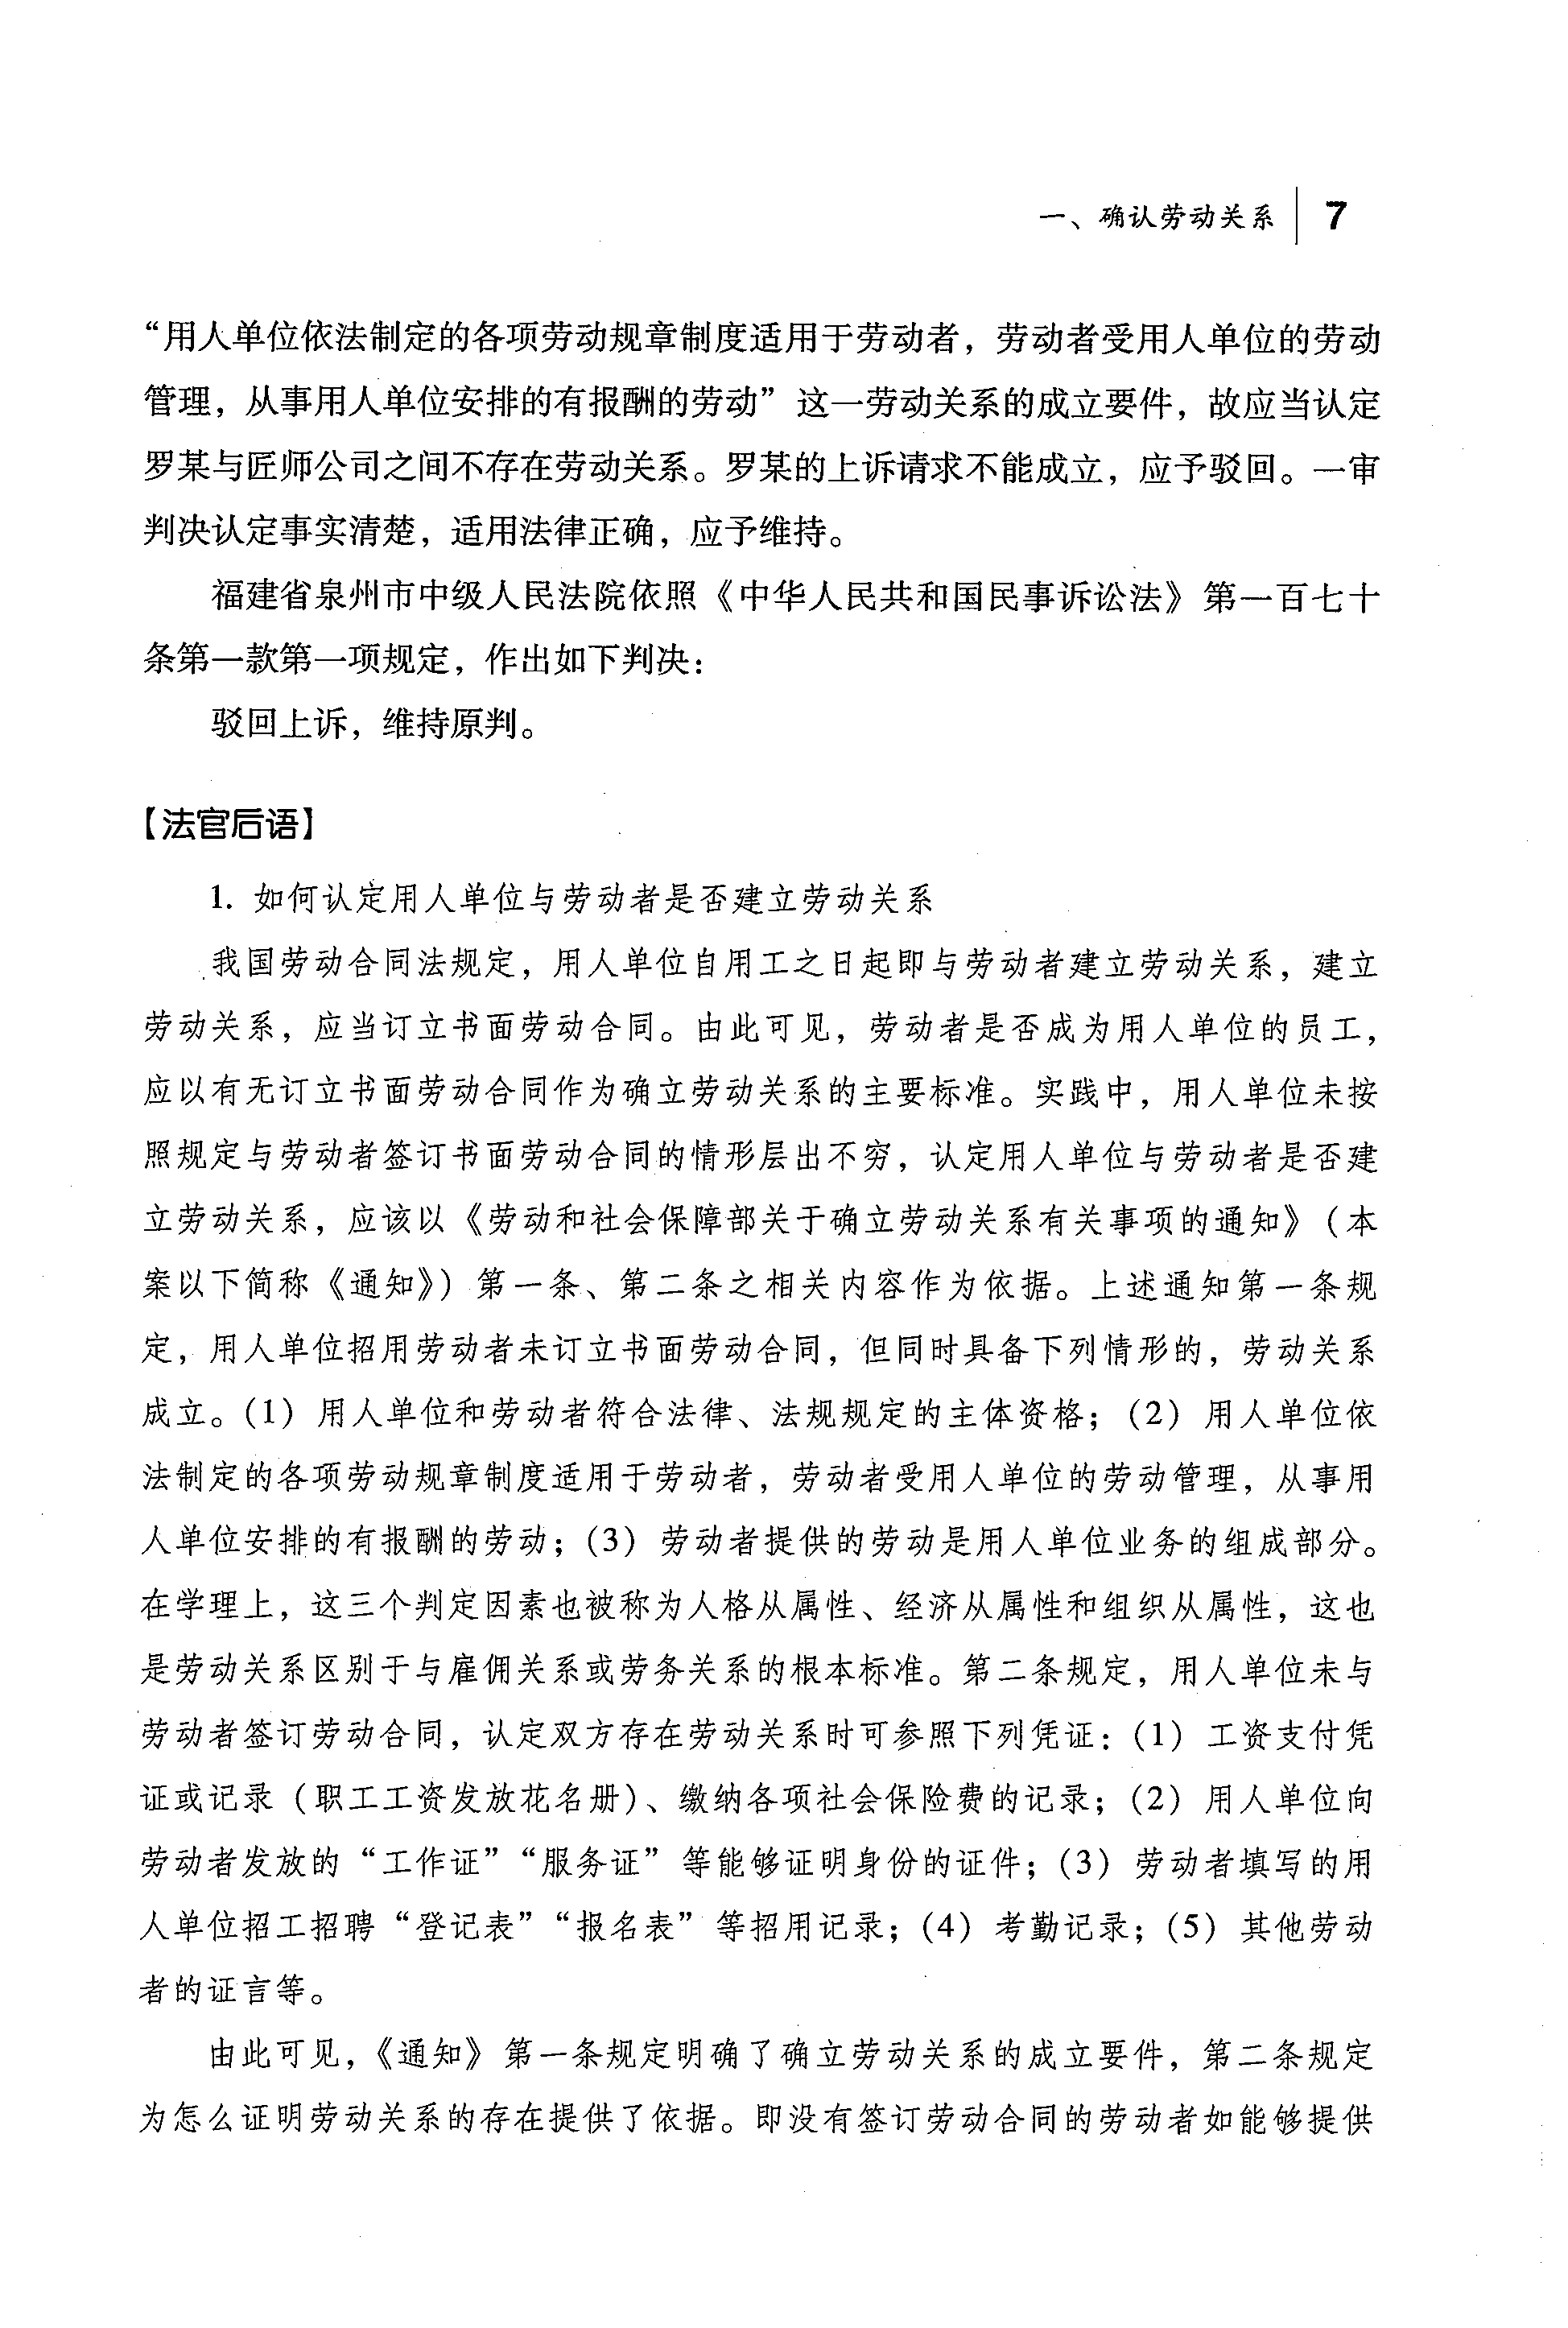 一、确认劳动关系 7
“用人单位依法制定的各项劳动规章制度适用于劳动者，劳动者受用人单位的劳动
管理，从事用人单位安排的有报酬的劳动”这一劳动关系的成立要件，故应当认定
罗某与匠师公司之间不存在劳动关系。罗某的上诉请求不能成立，应予驳回。一审
判决认定事实清楚，适用法律正确，应予维持。
福建省泉州市中级人民法院依照《中华人民共和国民事诉讼法》第一百七十
条第一款第一项规定，作出如下判决：
驳回上诉，维持原判。
【法官后语】
1. 如何认定用人单位与劳动者是否建立劳动关系
我国劳动合同法规定，用人单位自用工之日起即与劳动者建立劳动关系，建立
劳动关系，应当订立书面劳动合同。由此可见，劳动者是否成为用人单位的员工，
应以有无订立书面劳动合同作为确立劳动关系的主要标准。实践中，用人单位未按
照规定与劳动者签订书面劳动合同的情形层出不穷，认定用人单位与劳动者是否建
立劳动关系，应该以《劳动和社会保障部关于确立劳动关系有关事项的通知》（本
案以下简称《通知》）第一条、第二条之相关内容作为依据。上述通知第一条规
定，用人单位招用劳动者未订立书面劳动合同，但同时具备下列情形的，劳动关系
成立。（1）用人单位和劳动者符合法律、法规规定的主体资格；（2）用人单位依
法制定的各项劳动规章制度适用于劳动者，劳动者受用人单位的劳动管理，从事用
人单位安排的有报酬的劳动；（3）劳动者提供的劳动是用人单位业务的组成部分。
在学理上，这三个判定因素也被称为人格从属性、经济从属性和组织从属性，这也
是劳动关系区别于与雇佣关系或劳务关系的根本标准。第二条规定，用人单位未与
劳动者签订劳动合同，认定双方存在劳动关系时可参照下列凭证：（1）工资支付凭
证或记录（职工工资发放花名册）、缴纳各项社会保险费的记录；（2）用人单位向
劳动者发放的“工作证”“服务证”等能够证明身份的证件；（3）劳动者填写的用
人单位招工招聘“登记表”“报名表”等招用记录；（4）考勤记录；（5）其他劳动
者的证言等。
由此可见，《通知》第一条规定明确了确立劳动关系的成立要件，第二条规定
为怎么证明劳动关系的存在提供了依据。即没有签订劳动合同的劳动者如能够提供